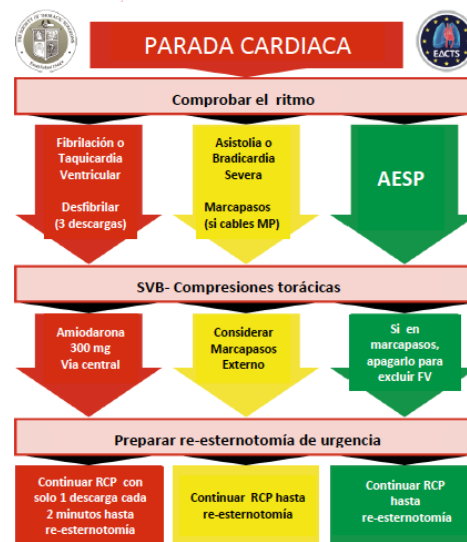 PARADA CARDIACA
EACTS
Comprobar el ritmo
Fibrilación o
Taquicardia
Ventricular
Desfibrilar
(3 descargas)
Asistolia o
Bradicardia
Severa
Marcapasos
(si cables MP)
AESP
SVB- Compresiones torácicas
Amiodarona
300 mg
Via central
Considerar
Marcapasos
Externo
Si en
marcapasos,
apagarlo para
excluir FV
Preparar re-esternotomía de urgencia
Continuar RCP con
solo 1 descarga cada
2 minutos hasta
re-esternotomía
Continuar RCP hasta
re-esternotomía
Continuar RCP
hasta
re-esternotomía